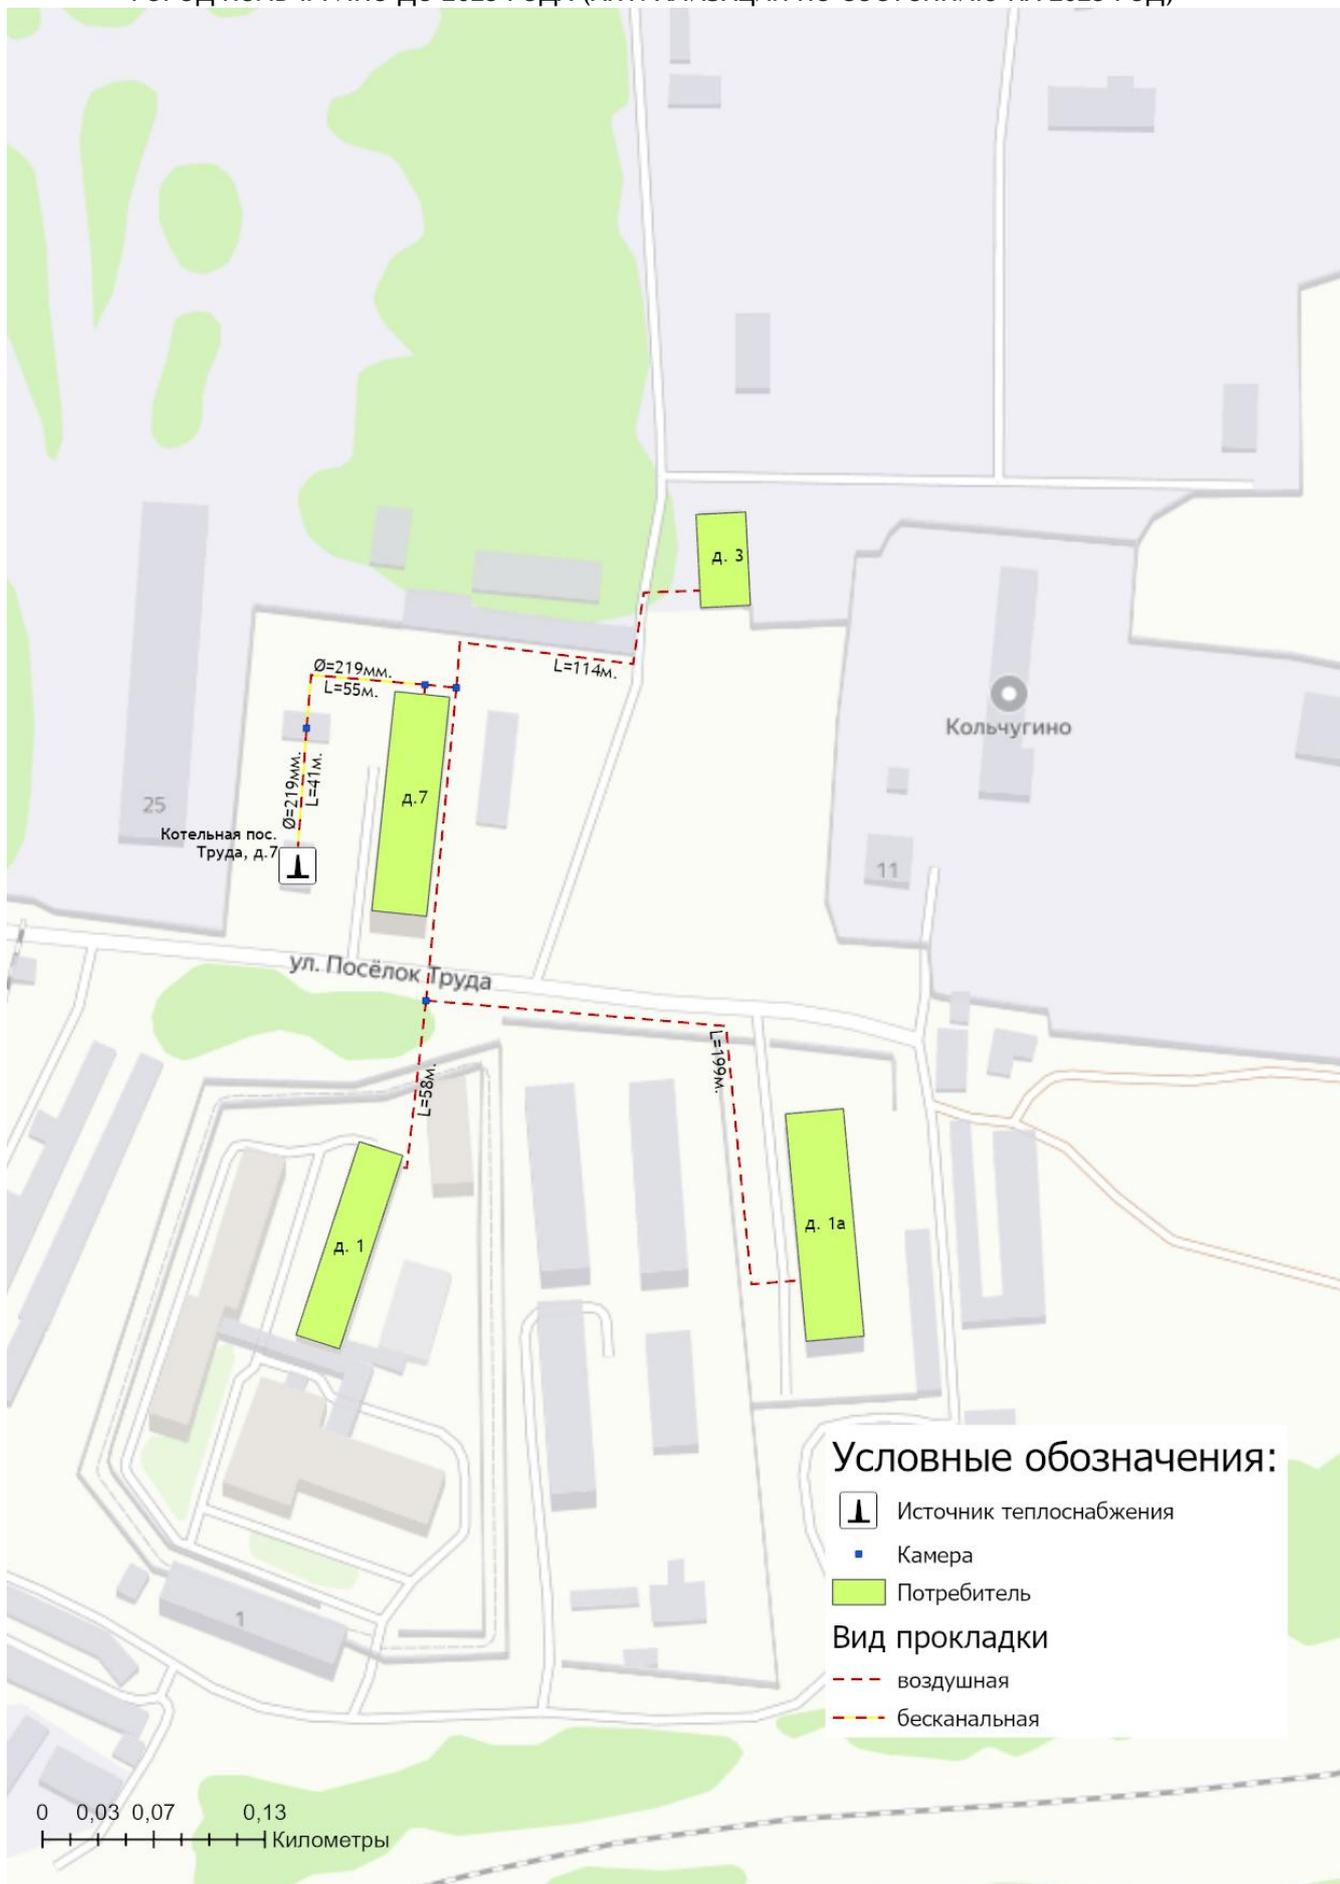 д. 3
Ø=219мм.
L=55м.
L=114м.
Кольчугино
Ø=219мм.
L=41м.
д.7
25
Котельная пос.
Труда, д.7
11
ул. Посёлок Труда
L=199м.
L=58м.
д. 1а
д. 1
Условные обозначения:
Источник теплоснабжения
Камера
Потребитель
1
Вид прокладки
воздушная
бесканальная
0 0,03 0,07 0,13
Километры